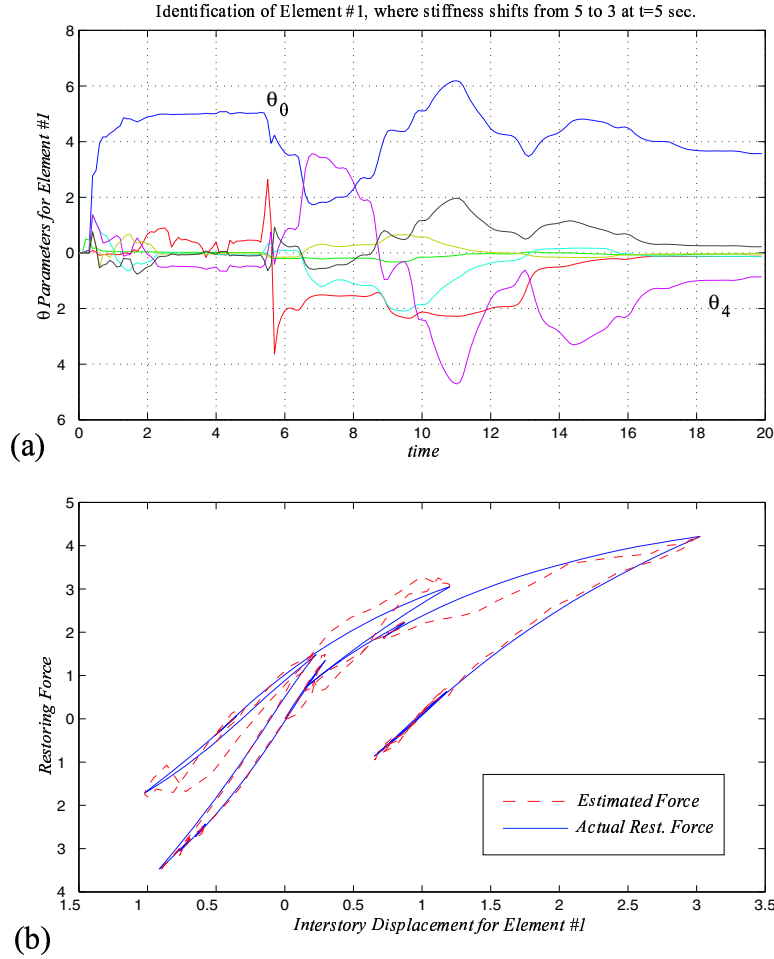 Identification of Element #1, where stiffness shifts from 5 to 3 at t=5 sec.
8
6
4
2
0
2
4
6
θ Parameters for Element #1
θ0
θ4
0 2 4 6 8 10 12 14 16 18 20
time
(a)
5
4
3
2
1
0
1
2
3
4
Restoring Force
Estimated Force
Actual Rest. Force
1.5 1 0.5 0 0.5 1 1.5 2 2.5 3 3.5
Interstory Displacement for Element #1
(b)